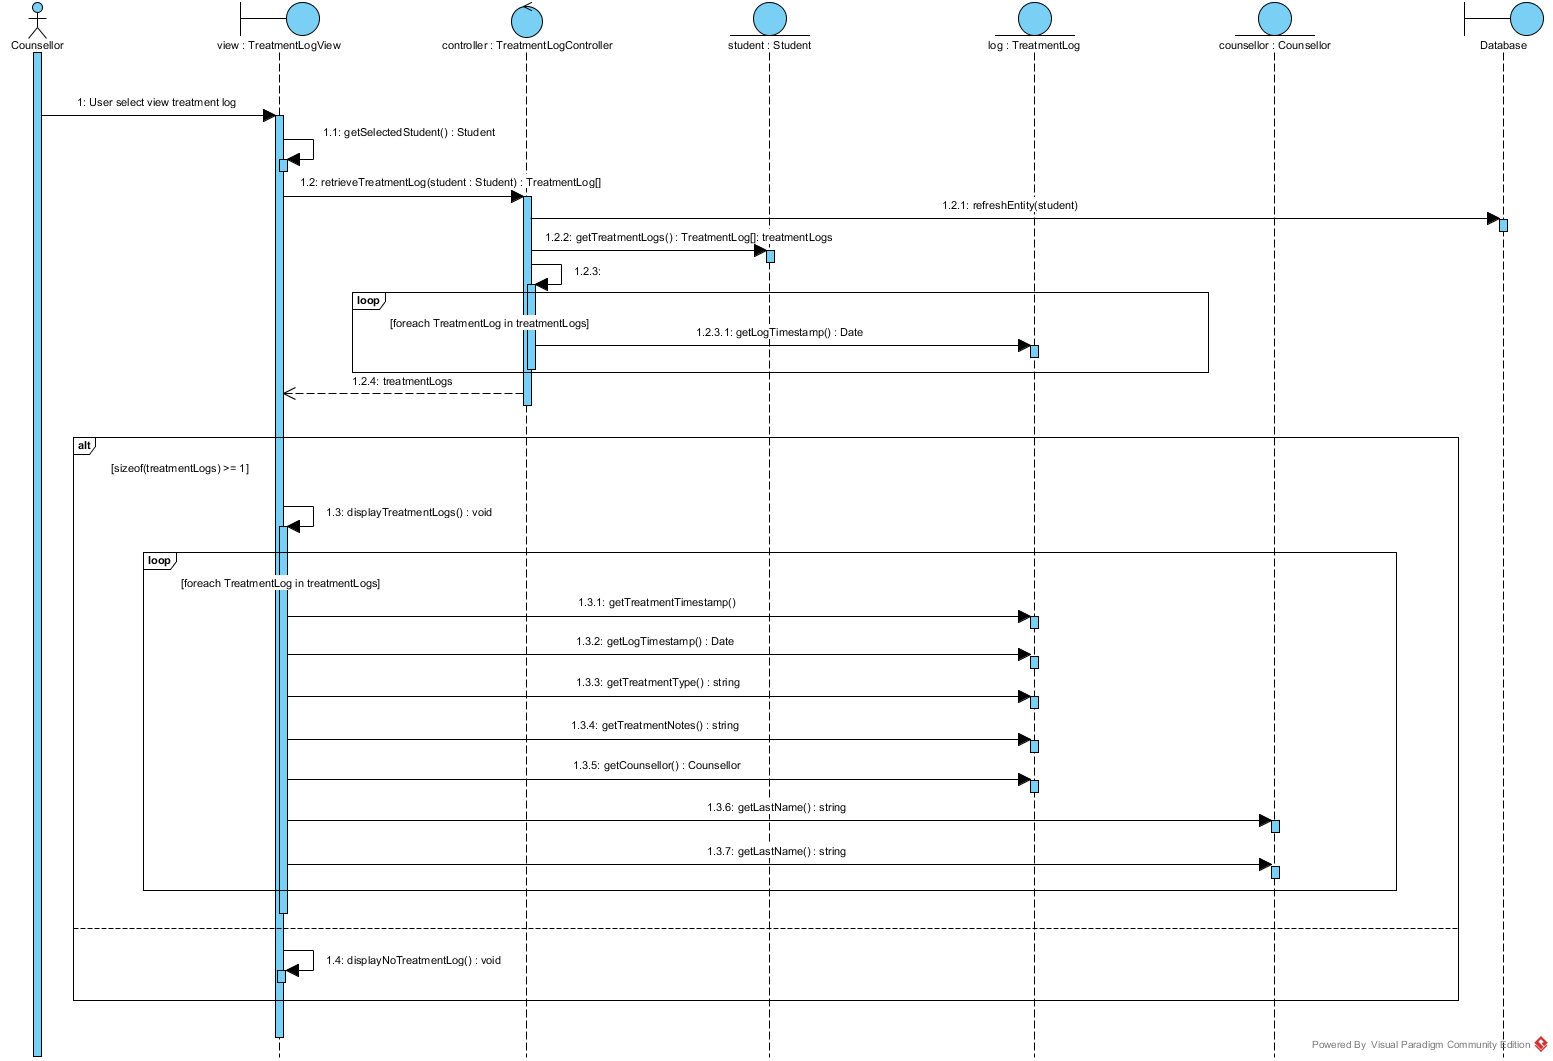 Counsellor
view : TreatmentLogView
controller : TreatmentLogController
student : Student
log : TreatmentLog
counsellor : Counsellor
Database
1: User select view treatment log
1.1: getSelectedStudent() : Student
1.2: retrieveTreatmentLog(student : Student) : TreatmentLog[]
1.2.1: refreshEntity(student)
1.2.2: getTreatmentLogs() : TreatmentLog[]: treatmentLogs
1.2.3:
loop
[foreach TreatmentLog in treatmentLogs]
1.2.3.1: getLogTimestamp() : Date
1.2.4: treatmentLogs
alt
[sizeof(treatmentLogs) >= 1]
1.3: displayTreatmentLogs() : void
loop
[foreach TreatmentLog in treatmentLogs]
1.3.1: getTreatmentTimestamp()
1.3.2: getLogTimestamp() : Date
1.3.3: getTreatmentType() : string
1.3.4: getTreatmentNotes() : string
1.3.5: getCounsellor() : Counsellor
1.3.6: getLastName() : string
1.3.7: getLastName() : string
1.4: displayNoTreatmentLog() : void
Powered By Visual Paradigm Community Edition